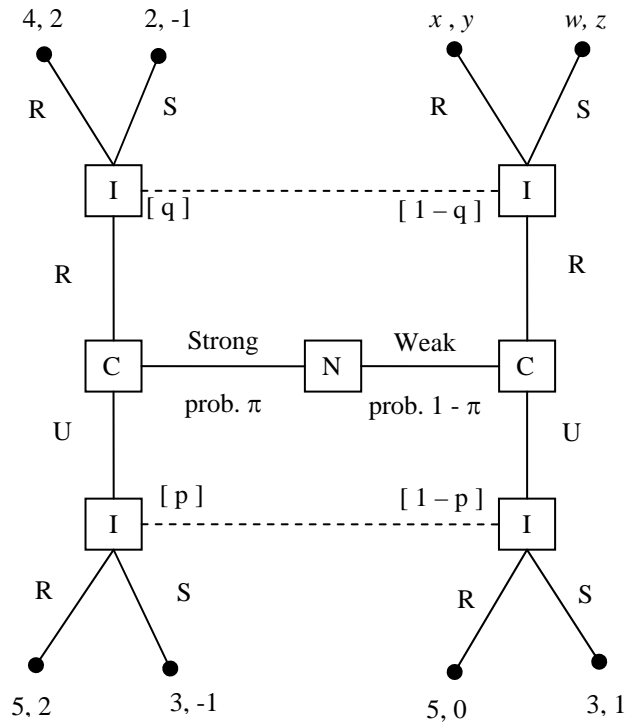 4, 2 2, -1 x , y w, z
R S R S
I I
[ q ] [ 1 – q ]
R R
Strong Weak
C N C
prob. π prob. 1 - π
U U
[ p ] [ 1 – p ]
I I
R S R S
5, 2 3, -1 5, 0 3, 1